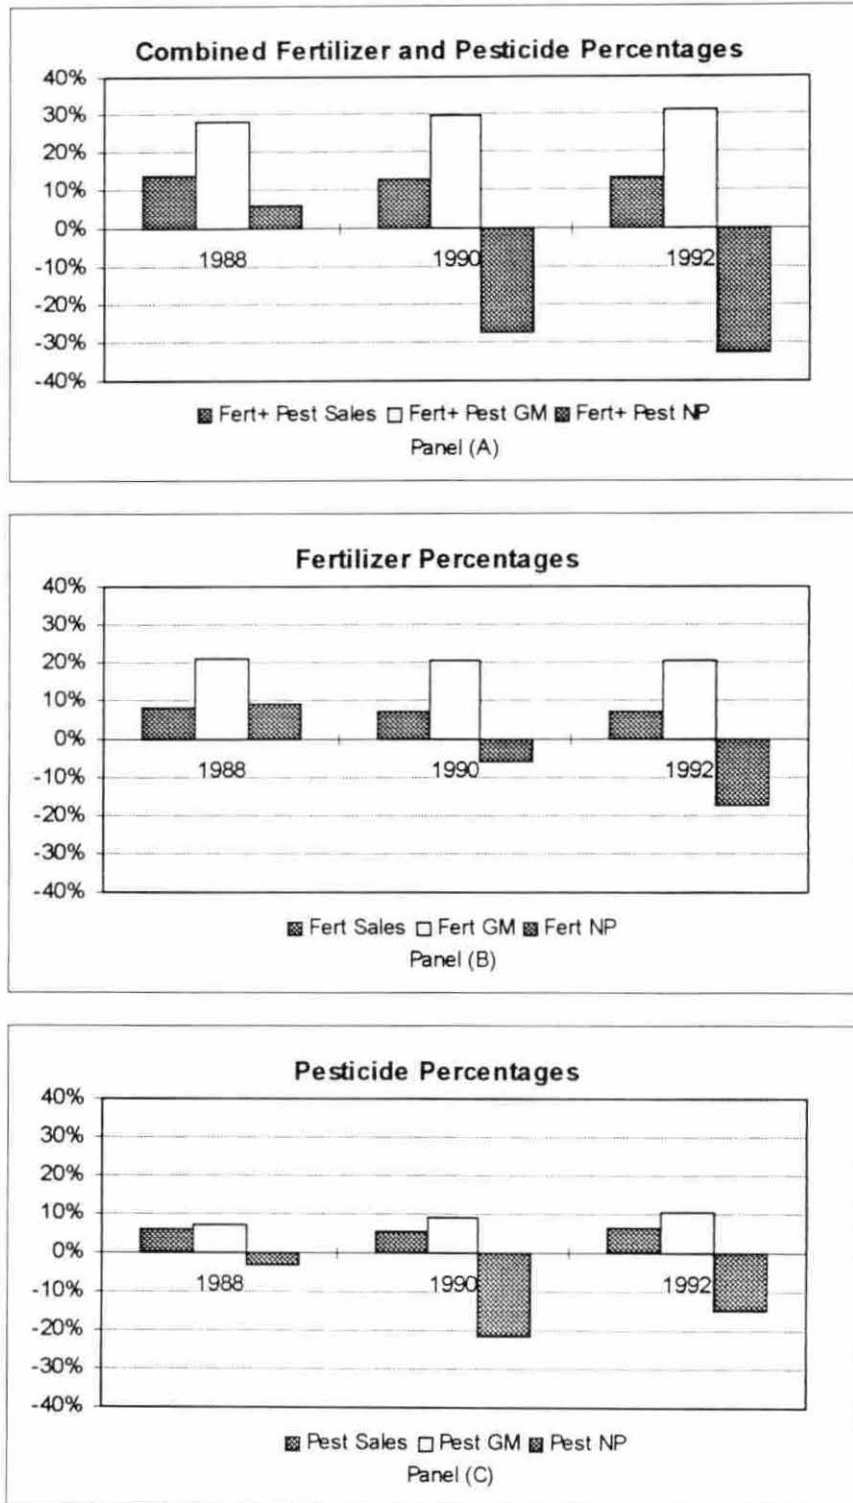 Combined Fertilizer and Pesticide Percentages
40%
30%
20%
10%
0%
-10%
-20%
-30%
-40%
1988 1990 1992
Fert+ Pest Sales Fert+ Pest GM Fert+ Pest NP
Panel (A)
Fertilizer Percentages
40%
30%
20%
10%
0%
-10%
-20%
-30%
-40%
1988 1990 1992
Fert Sales Fert GM Fert NP
Panel (B)
Pesticide Percentages
40%
30%
20%
10%
0%
-10%
-20%
-30%
-40%
1988 1990 1992
Pest Sales Pest GM Pest NP
Panel (C)